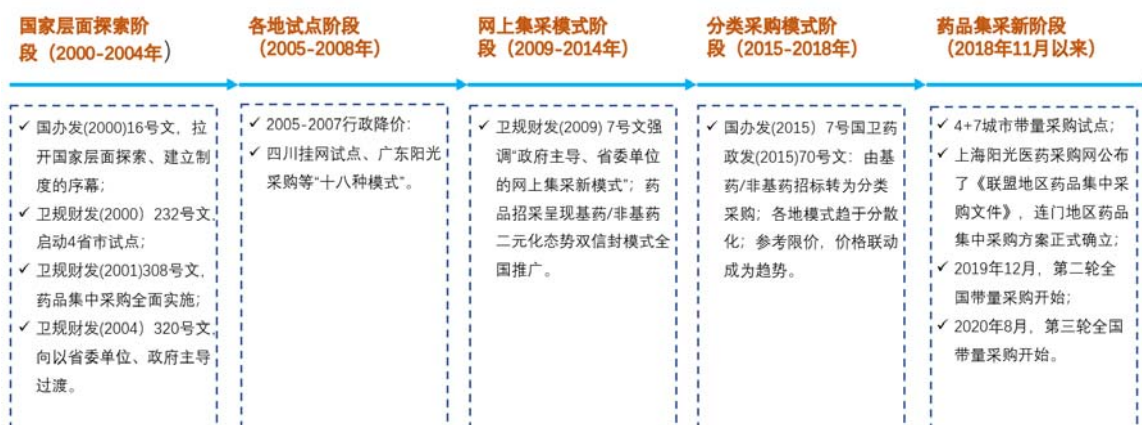 国家层面探索阶
段（2000-2004年）
国办发(2000)16号文，拉
开国家层面探索、建立制
度的序幕；
卫规财发(2000）232号文，
启动4省市试点；
卫规财发(2001)308号文，
药品集中采购全面实施；
卫规财发(2004）320号文，
向以省委单位、政府主导
过渡。
各地试点阶段
（2005-2008年）
2005-2007行政降价：
四川挂网试点、广东阳光
采购等“十八种模式”。
网上集采模式阶
段（2009-2014年）
卫规财发(2009) 7号文强
调“政府主导、省委单位
的网上集采新模式”；药
品招采呈现基药/非基药
二元化态势双信封模式全
国推广。
分类采购模式阶
段（2015-2018年）
国办发(2015）7号国卫药
政发(2015)70号文：由基
药/非基药招标转为分类
采购；各地模式趋于分散
化；参考限价，价格联动
成为趋势。
药品集采新阶段
（2018年11月以来）
4+7城市带量采购试点；
上海阳光医药采购网公布
了《联盟地区药品集中采
购文件》，连门地区药品
集中采购方案正式确立；
2019年12月，第二轮全
国带量采购开始；
2020年8月，第三轮全国
带量采购开始。